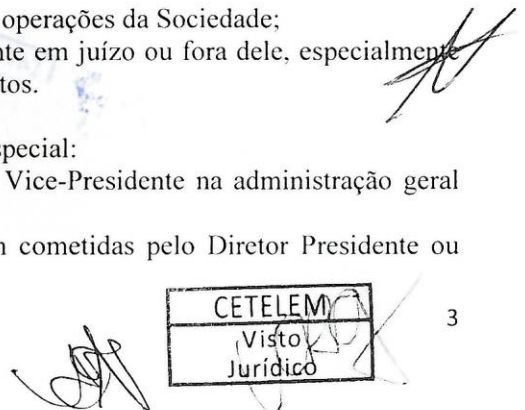 operações da Sociedade;
nte em juízo ou fora dele, especialmente
tos.
special:
Vice-Presidente na administração geral
n cometidas pelo Diretor Presidente ou
CETELEM
Visto
Jurídico
3